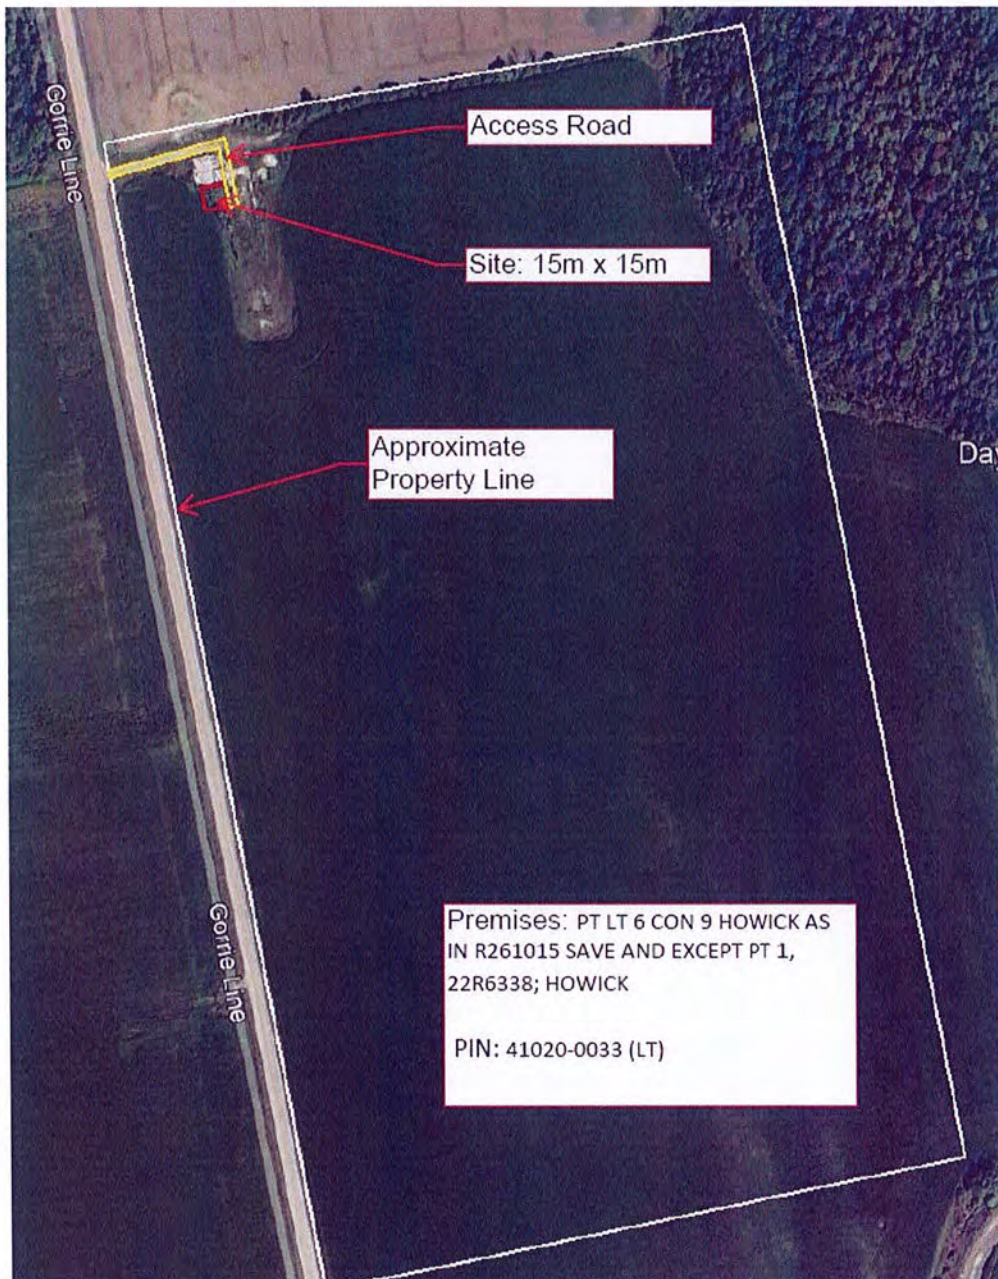 Gorrie Line
Access Road
Site: 15m x 15m
Approximate
Property Line
Day
Gorrie Line
Premises: PT LT 6 CON 9 HOWICK AS
IN R261015 SAVE AND EXCEPT PT 1,
22R6338; HOWICK
PIN: 41020-0033 (LT)